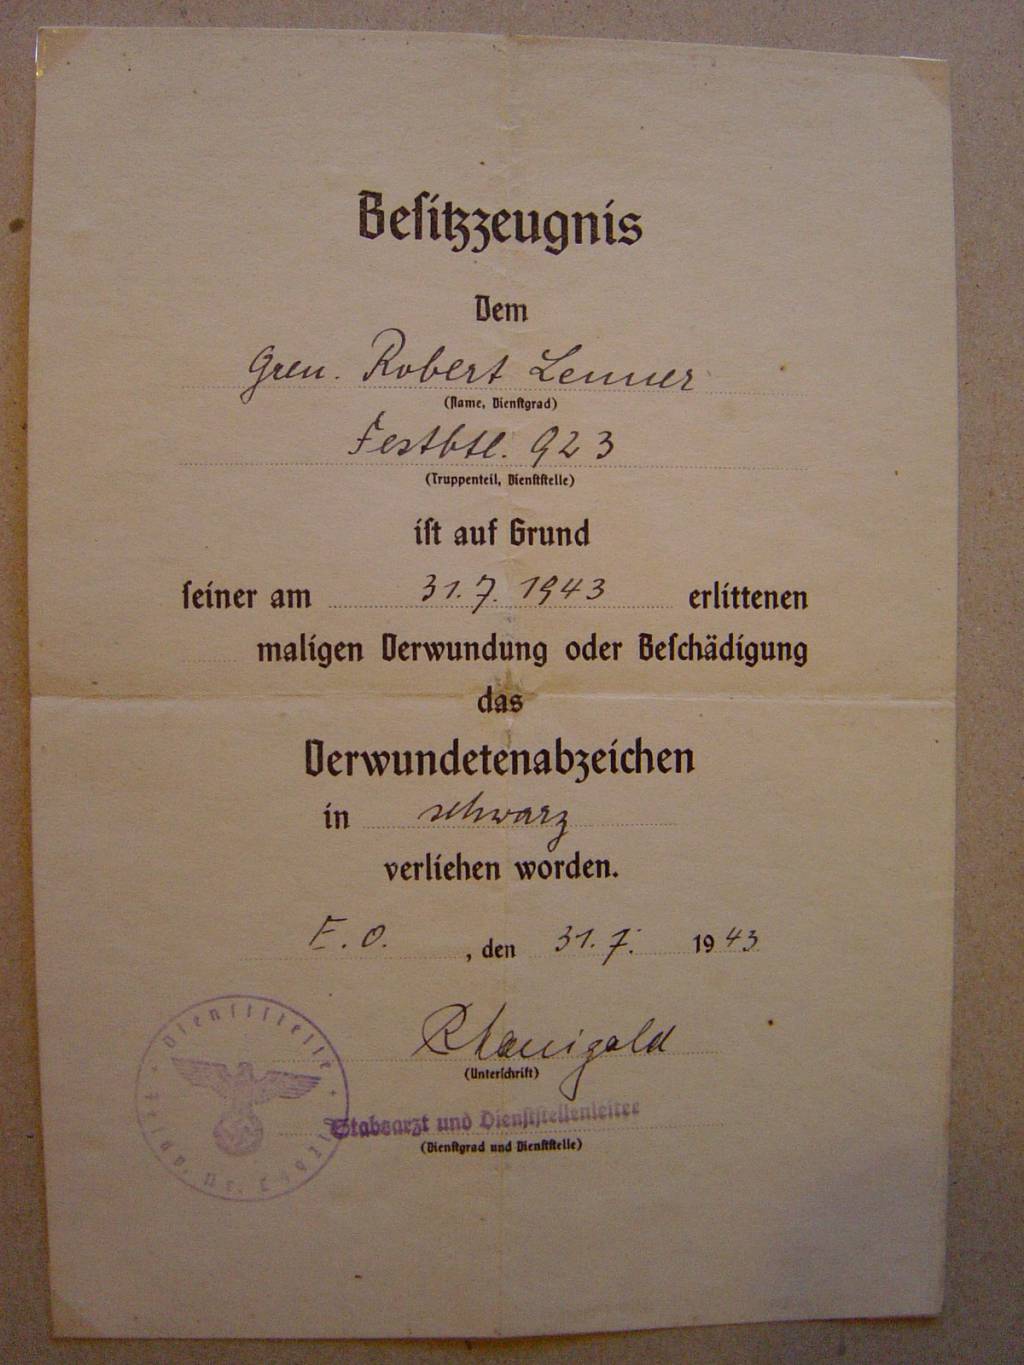 Besitzzeugnis
Dem
Gren. Robert Lenner
(Name, Dienstgrad)
Festbtl. 923
(Truppenteil, Dienststelle)
ist auf Grund
seiner am 31.7.1943 erlittenen
maligen Verwundung oder Beschädigung
das
Verwundetenabzeichen
in schwarz
verliehen worden.
E.O. , den 31.7. 1943
(Unterschrift)
Stabsarzt und Dienststellenleiter
(Dienstgrad und Dienststelle)
Dienststelle